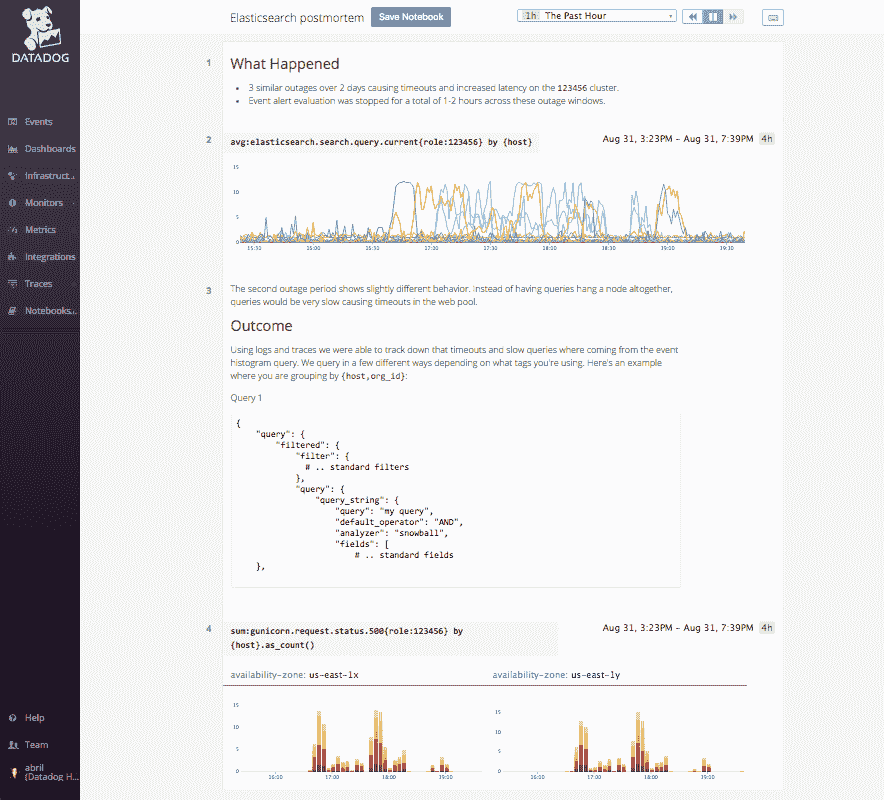 DATADOG
Events
Dashboards
Infrastruct..
Monitors
Metrics
Integrations
Traces
Notebooks..
Help
Team
abril
(Datadog H...
Elasticsearch postmortem
Save Notebook
1h The Past Hour
1
What Happened
3 similar outages over 2 days causing timeouts and increased latency on the 123456 cluster.
Event alert evaluation was stopped for a total of 1-2 hours across these outage windows.
2
avg:elasticsearch.search.query.current{role:123456} by {host}
Aug 31, 3:23PM – Aug 31, 7:39PM 4h
15
10
5
0
15:30 16:00 16:30 17:00 17:30 18:00 18:30 19:00 19:30
3
The second outage period shows slightly different behavior. Instead of having queries hang a node altogether,
queries would be very slow causing timeouts in the web pool.
Outcome
Using logs and traces we were able to track down that timeouts and slow queries where coming from the event
histogram query. We query in a few different ways depending on what tags you're using. Here's an example
where you are grouping by {host,org_id}:
Query 1
{
"query": {
"filtered": {
"filter": {
# .. standard filters
},
"query": {
"query_string": {
"query": "my query",
"default_operator": "AND",
"analyzer": "snowball",
"fields": [
# .. standard fields
},
4
sum:gunicorn.request.status.500{role:123456} by
{host}.as_count()
Aug 31, 3:23PM – Aug 31, 7:39PM 4h
availability-zone: us-east-1x
availability-zone: us-east-1y
15
10
5
0
16:00 17:00 18:00 19:00
15
10
5
0
16:00 17:00 18:00 19:00